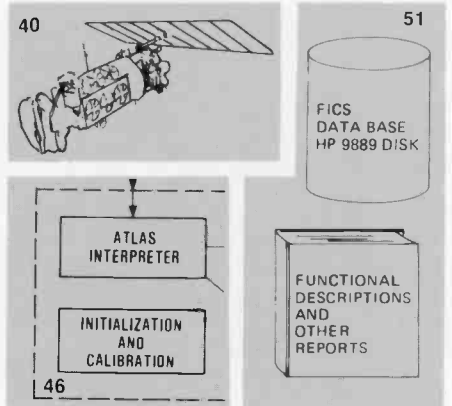 40
51
FICS
DATA BASE
HP 9889 DISK
ATLAS
INTERPRETER
INITIALIZATION
AND
CALIBRATION
46
FUNCTIONAL
DESCRIPTIONS
AND
OTHER
REPORTS